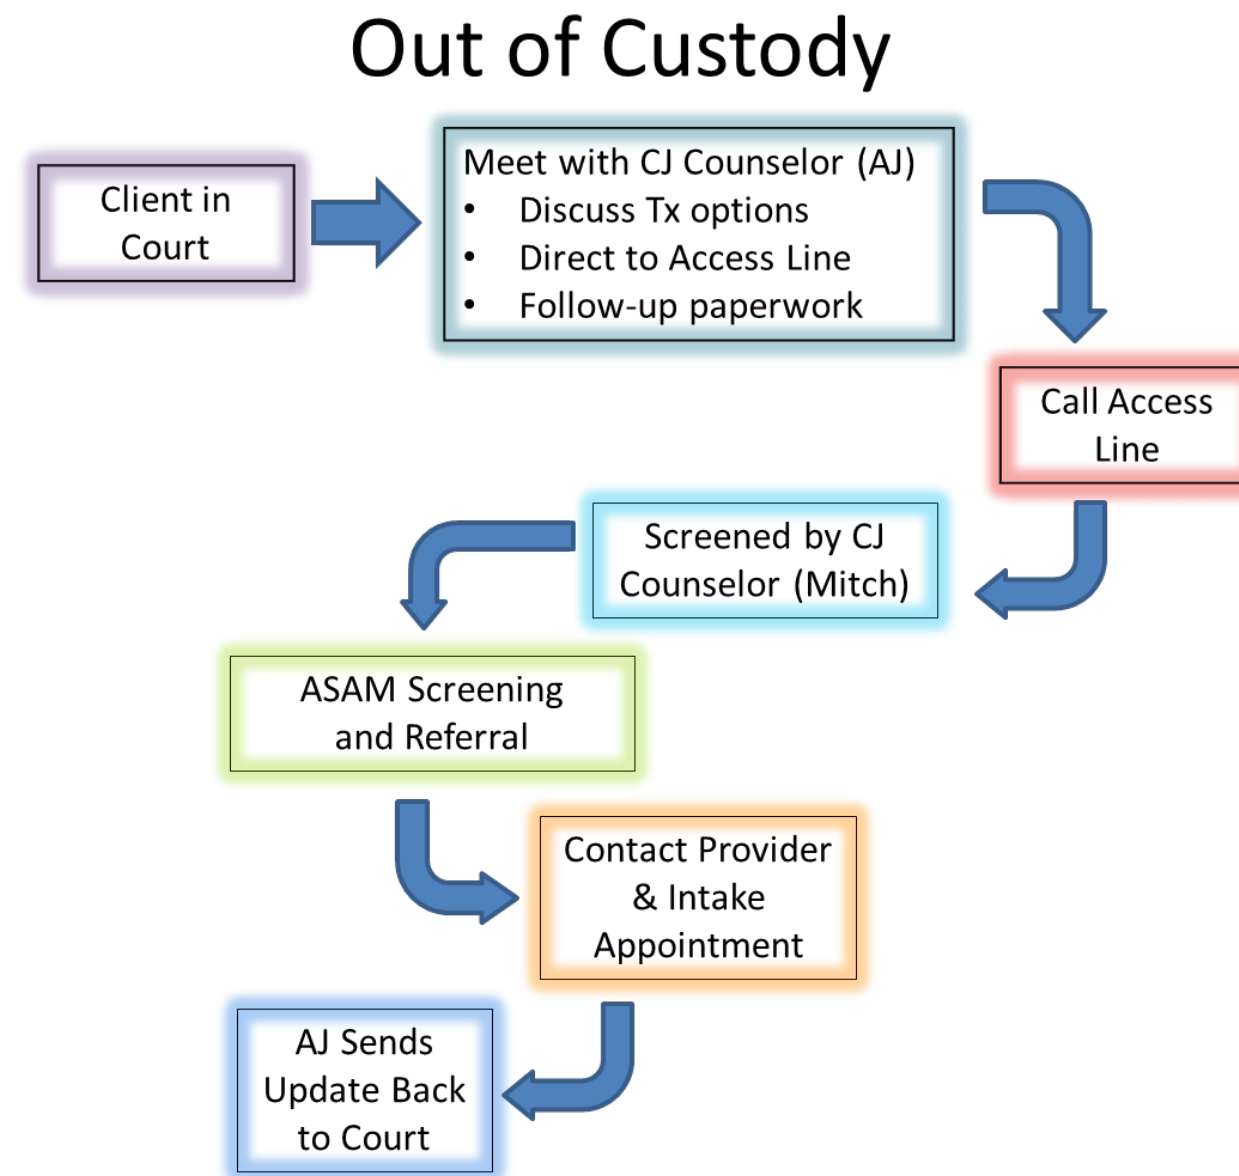 Out of Custody
Client in
Court
Meet with CJ Counselor (AJ)
• Discuss Tx options
• Direct to Access Line
• Follow-up paperwork
Call Access
Line
Screened by CJ
Counselor (Mitch)
ASAM Screening
and Referral
Contact Provider
& Intake
Appointment
AJ Sends
Update Back
to Court